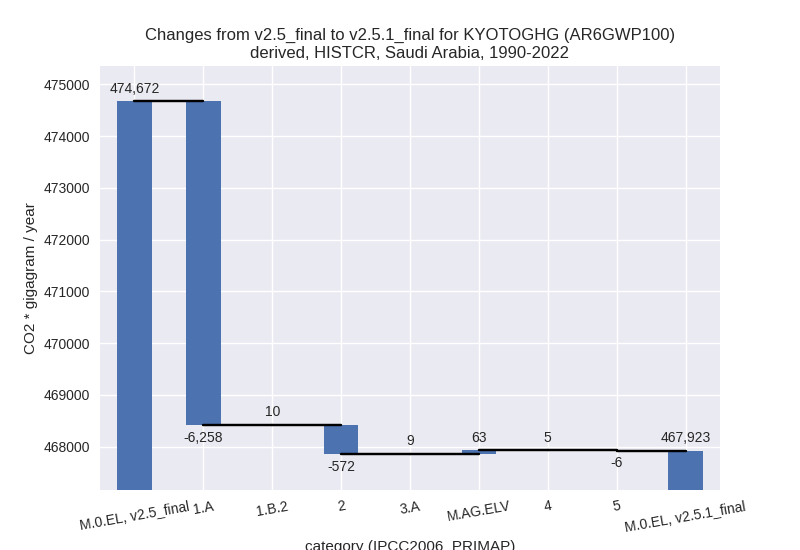 Changes from v2.5_final to v2.5.1_final for KYOTOGHG (AR6GWP100)
derived, HISTCR, Saudi Arabia, 1990-2022
CO2 * gigagram / year
475000
474000
473000
472000
471000
470000
469000
468000
474,672
-6,258
10
-572
9
63
5
-6
467,923
M.0.EL, v2.5_final
1.A
1.B.2
2
3.A
M.AG.ELV
4
5
M.0.EL, v2.5.1_final
category (IPCC2006_PRIMAP)